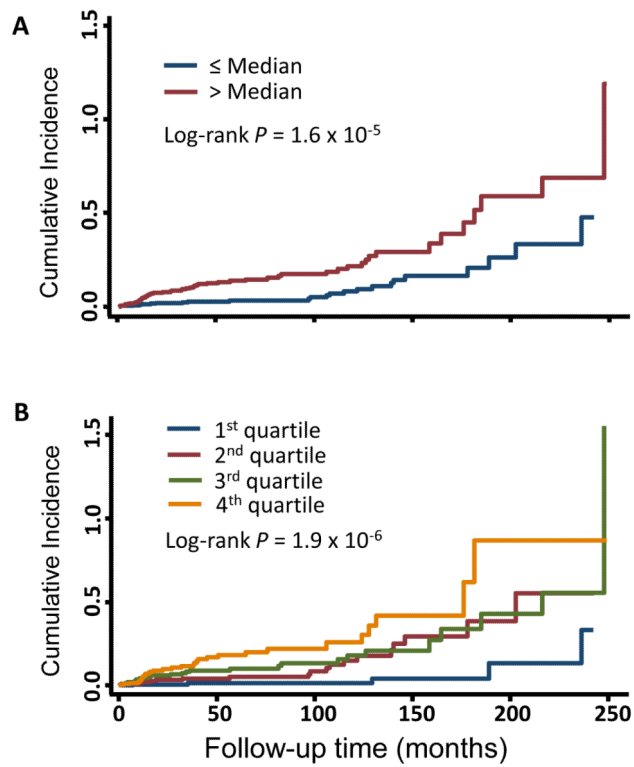 A
Cumulative Incidence
1.5
1.0
0.5
0.0
≤ Median
> Median
Log-rank P = 1.6 x 10⁻⁵
B
Cumulative Incidence
1.5
1.0
0.5
0.0
1ˢᵗ quartile
2ⁿᵈ quartile
3ʳᵈ quartile
4ᵗʰ quartile
Log-rank P = 1.9 x 10⁻⁶
0 50 100 150 200 250
Follow-up time (months)